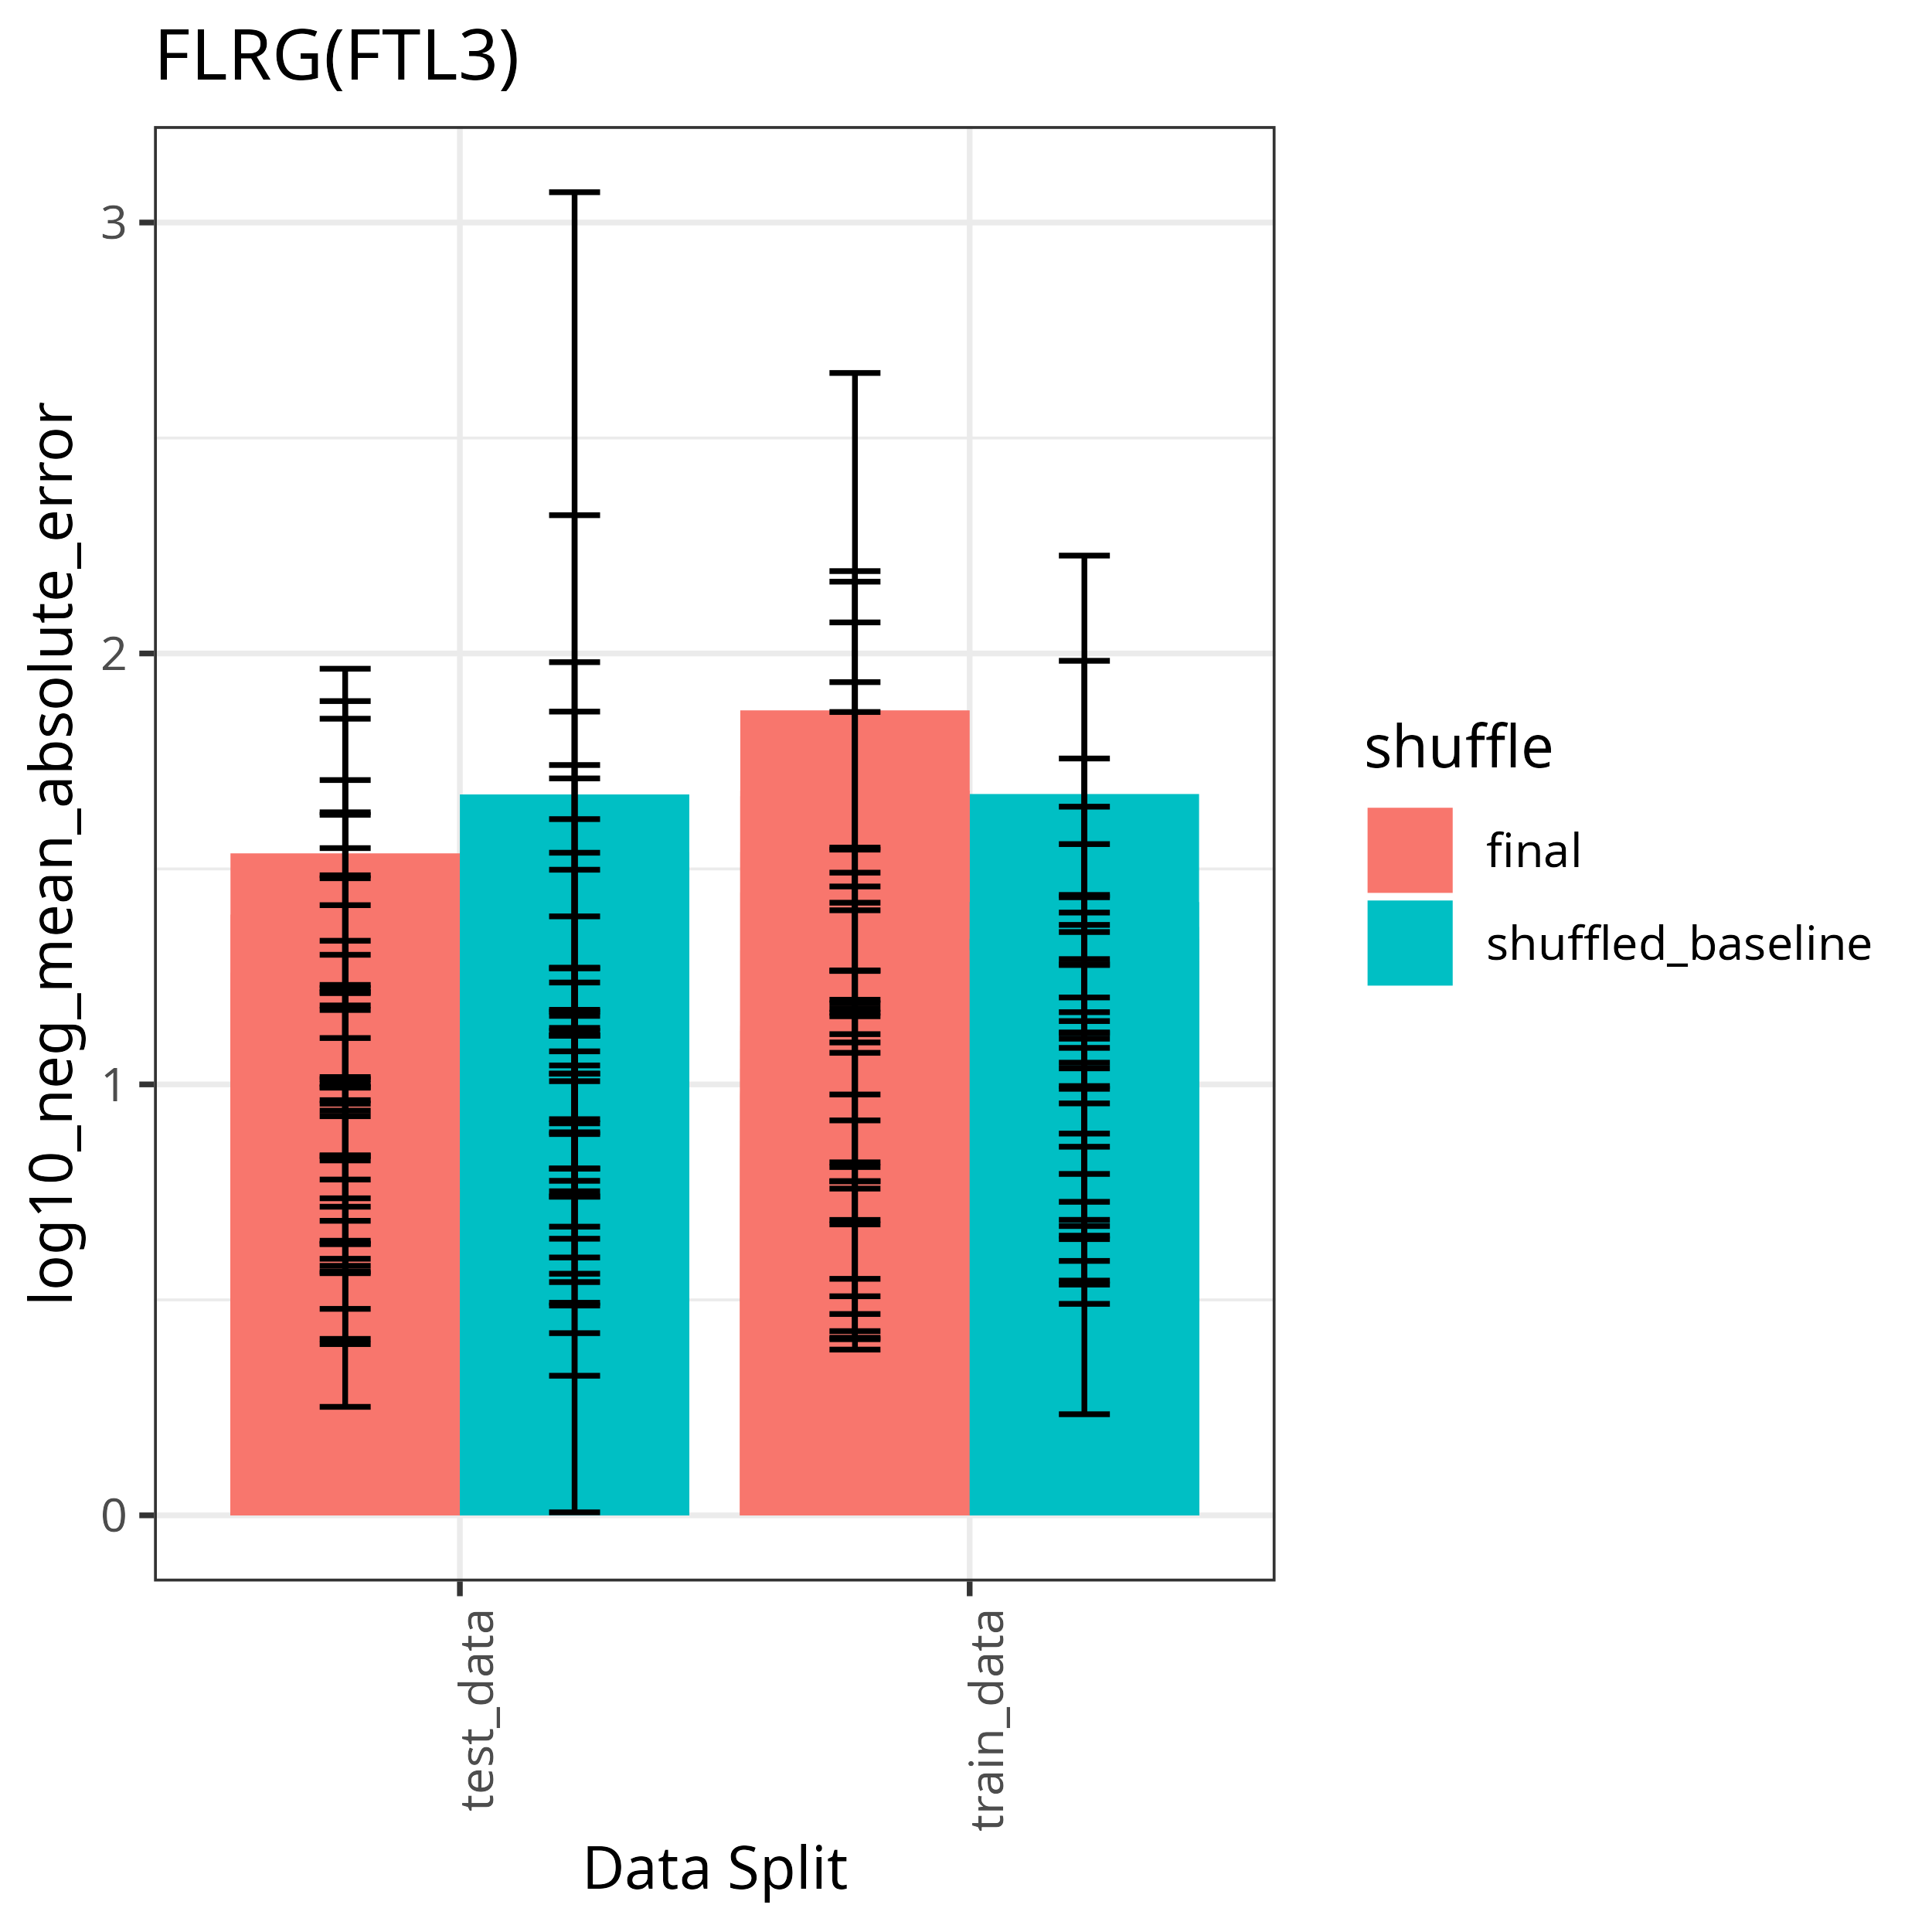 FLRG(FTL3)
log10_neg_mean_absolute_error
3
2
1
0
test_data
train_data
Data Split
shuffle
final
shuffled_baseline